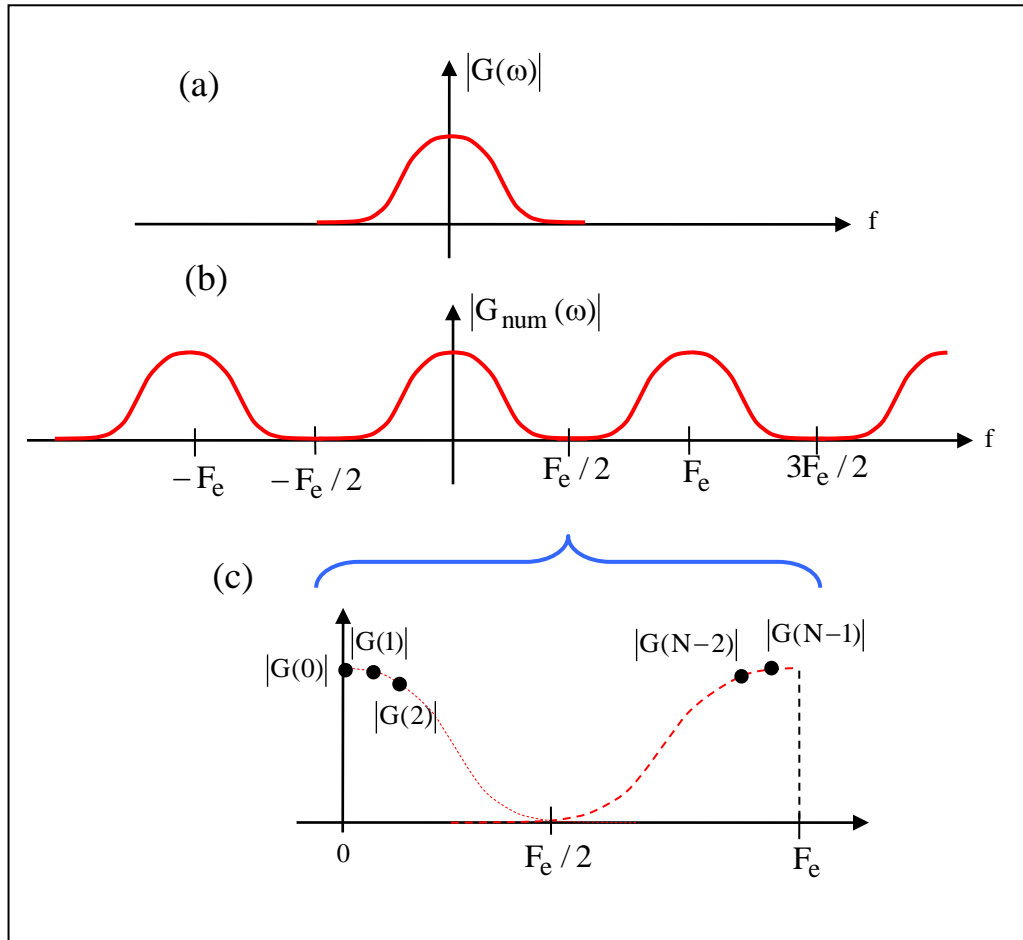 (a)
|G(ω)|
f
(b)
|G_num (ω)|
f
−F_e
−F_e / 2
F_e / 2
F_e
3F_e / 2
(c)
|G(0)|
|G(1)|
|G(2)|
|G(N−2)|
|G(N−1)|
0
F_e / 2
F_e